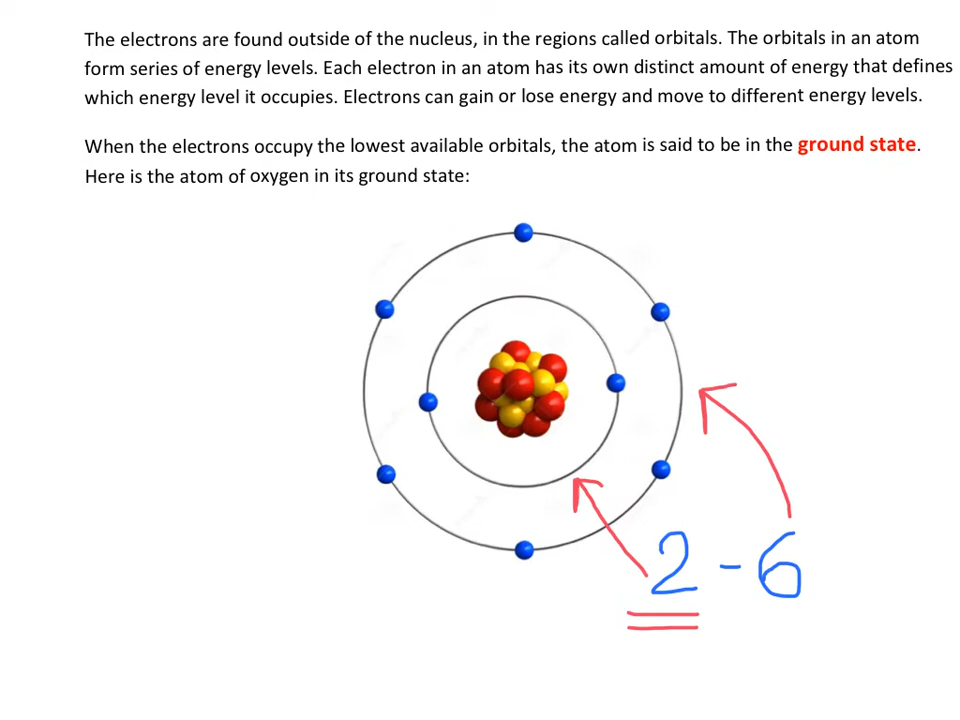 The electrons are found outside of the nucleus, in the regions called orbitals. The orbitals in an atom
form series of energy levels. Each electron in an atom has its own distinct amount of energy that defines
which energy level it occupies. Electrons can gain or lose energy and move to different energy levels.
When the electrons occupy the lowest available orbitals, the atom is said to be in the ground state.
Here is the atom of oxygen in its ground state:
2 - 6